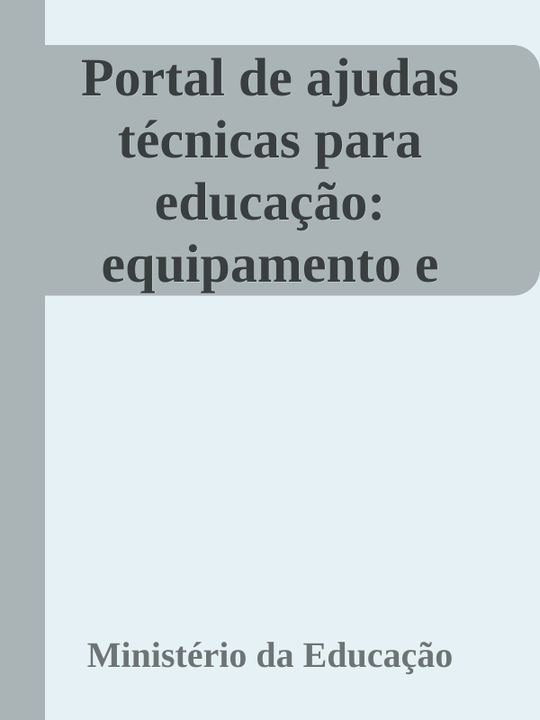 Portal de ajudas
técnicas para
educação:
equipamento e
Ministério da Educação